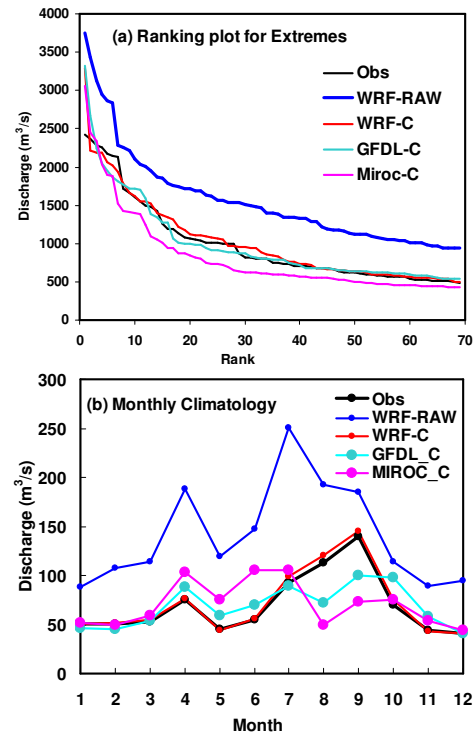 (a) Ranking plot for Extremes
Obs
WRF-RAW
WRF-C
GFDL-C
Miroc-C
Discharge (m³/s)
4000
3500
3000
2500
2000
1500
1000
500
0
0 10 20 30 40 50 60 70
Rank
(b) Monthly Climatology
Obs
WRF-RAW
WRF-C
GFDL_C
MIROC_C
Discharge (m³/s)
300
250
200
150
100
50
0
1 2 3 4 5 6 7 8 9 10 11 12
Month